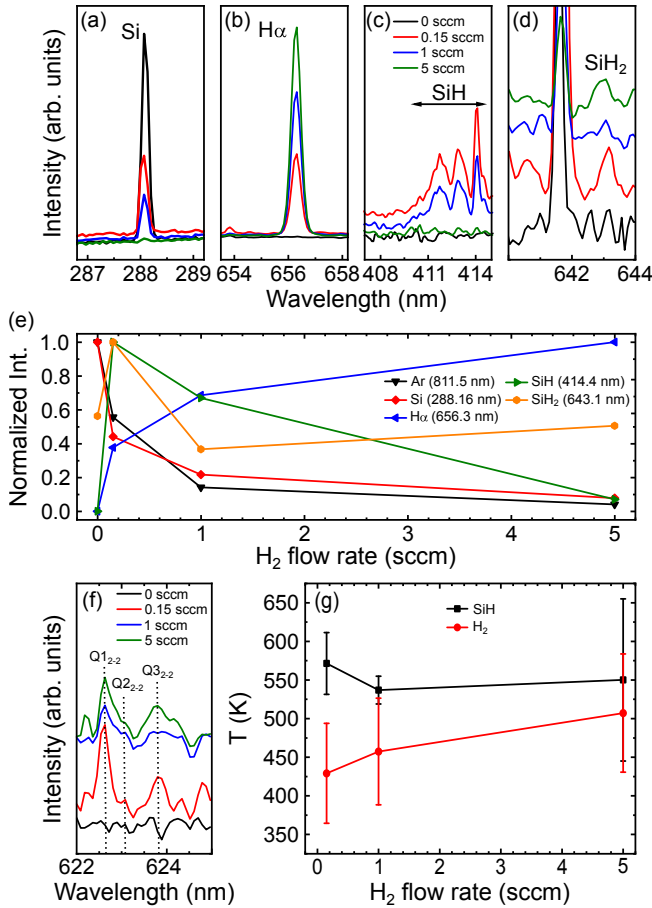 (a)
Si
(b)
Hα
(c)
0 sccm
0.15 sccm
1 sccm
5 sccm
SiH
(d)
SiH₂
Intensity (arb. units)
287 288 289
654 656 658
408 411 414
642 644
Wavelength (nm)
(e)
1.0
0.8
0.6
0.4
0.2
0.0
Normalized Int.
Ar (811.5 nm)
Si (288.16 nm)
Hα (656.3 nm)
SiH (414.4 nm)
SiH₂ (643.1 nm)
0 1 2 3 4 5
H₂ flow rate (sccm)
(f)
0 sccm
0.15 sccm
1 sccm
5 sccm
Q1₂₋₂
Q2₂₋₂
Q3₂₋₂
Intensity (arb. units)
622 624
Wavelength (nm)
(g)
SiH
H₂
650
600
550
500
450
400
350
T (K)
0 1 2 3 4 5
H₂ flow rate (sccm)